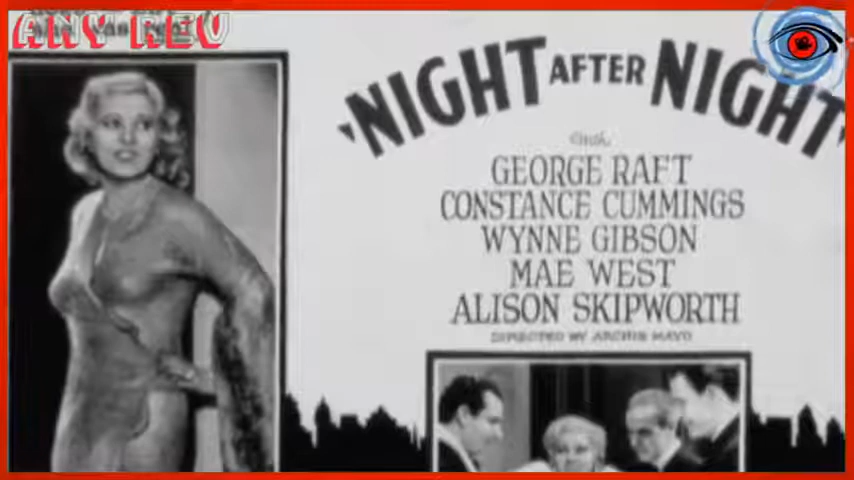 ANY REV
'NIGHT AFTER NIGHT'
with
GEORGE RAFT
CONSTANCE CUMMINGS
WYNNE GIBSON
MAE WEST
ALISON SKIPWORTH
DIRECTED BY ARCHIE MAYO